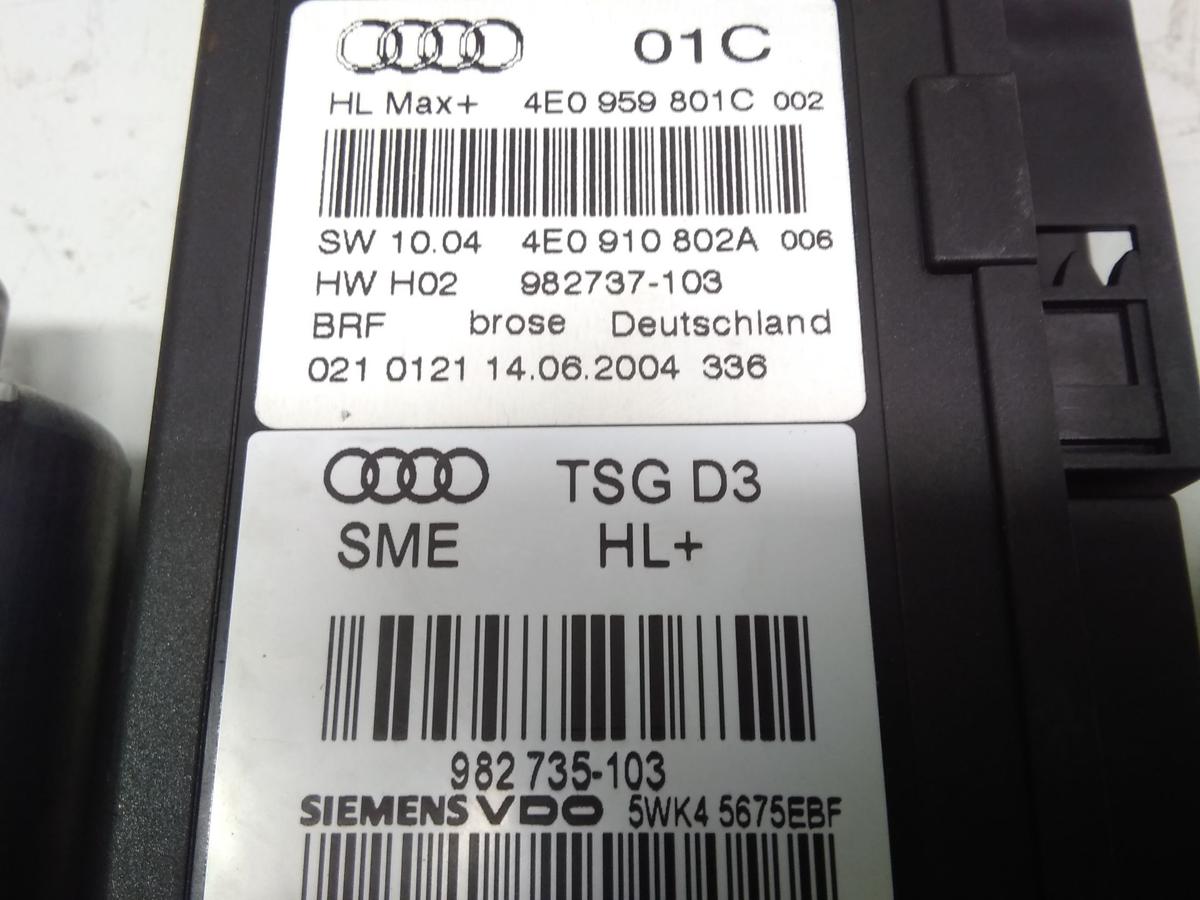 01C
HL Max+ 4E0 959 801C 002
SW 10.04 4E0 910 802A 006
HW H02 982737-103
BRF brose Deutschland
021 0121 14.06.2004 336
TSG D3
SME HL+
982 735-103
SIEMENS VDO 5WK4 5675EBF